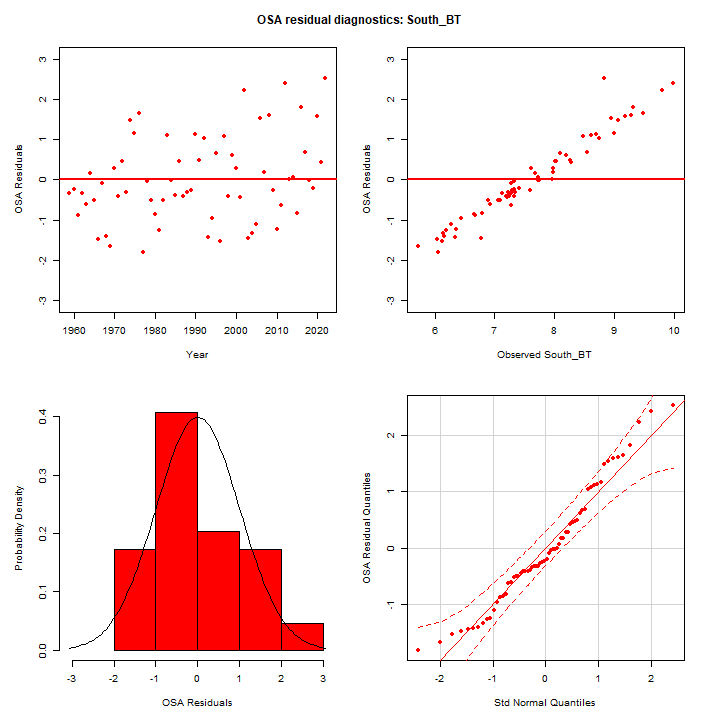 OSA residual diagnostics: South_BT
OSA Residuals
3
2
1
0
-1
-2
-3
1960 1970 1980 1990 2000 2010 2020
Year
OSA Residuals
3
2
1
0
-1
-2
-3
6 7 8 9 10
Observed South_BT
Probability Density
0.4
0.3
0.2
0.1
0.0
-3 -2 -1 0 1 2 3
OSA Residuals
OSA Residual Quantiles
2
1
0
-1
-2 -1 0 1 2
Std Normal Quantiles